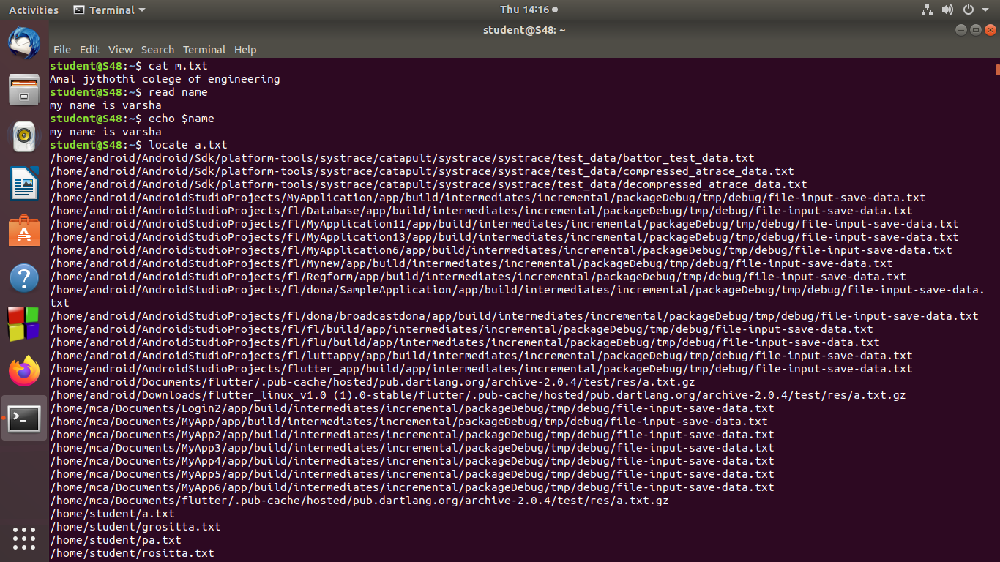 Activities Terminal Thu 14:16
student@S48: ~
File Edit View Search Terminal Help
student@S48:~$ cat m.txt
Amal jythothi colege of engineering
student@S48:~$ read name
my name is varsha
student@S48:~$ echo $name
my name is varsha
student@S48:~$ locate a.txt
/home/android/Android/Sdk/platform-tools/systrace/catapult/systrace/systrace/test_data/battor_test_data.txt
/home/android/Android/Sdk/platform-tools/systrace/catapult/systrace/systrace/test_data/compressed_atrace_data.txt
/home/android/Android/Sdk/platform-tools/systrace/catapult/systrace/systrace/test_data/decompressed_atrace_data.txt
/home/android/AndroidStudioProjects/MyApplication/app/build/intermediates/incremental/packageDebug/tmp/debug/file-input-save-data.txt
/home/android/AndroidStudioProjects/fl/Database/app/build/intermediates/incremental/packageDebug/tmp/debug/file-input-save-data.txt
/home/android/AndroidStudioProjects/fl/MyApplication11/app/build/intermediates/incremental/packageDebug/tmp/debug/file-input-save-data.txt
/home/android/AndroidStudioProjects/fl/MyApplication13/app/build/intermediates/incremental/packageDebug/tmp/debug/file-input-save-data.txt
/home/android/AndroidStudioProjects/fl/MyApplication6/app/build/intermediates/incremental/packageDebug/tmp/debug/file-input-save-data.txt
/home/android/AndroidStudioProjects/fl/Mynew/app/build/intermediates/incremental/packageDebug/tmp/debug/file-input-save-data.txt
/home/android/AndroidStudioProjects/fl/Regform/app/build/intermediates/incremental/packageDebug/tmp/debug/file-input-save-data.txt
/home/android/AndroidStudioProjects/fl/dona/SampleApplication/app/build/intermediates/incremental/packageDebug/tmp/debug/file-input-save-data.
txt
/home/android/AndroidStudioProjects/fl/dona/broadcastdona/app/build/intermediates/incremental/packageDebug/tmp/debug/file-input-save-data.txt
/home/android/AndroidStudioProjects/fl/fl/build/app/intermediates/incremental/packageDebug/tmp/debug/file-input-save-data.txt
/home/android/AndroidStudioProjects/fl/flu/build/app/intermediates/incremental/packageDebug/tmp/debug/file-input-save-data.txt
/home/android/AndroidStudioProjects/fl/luttappy/app/build/intermediates/incremental/packageDebug/tmp/debug/file-input-save-data.txt
/home/android/AndroidStudioProjects/flutter_app/build/app/intermediates/incremental/packageDebug/tmp/debug/file-input-save-data.txt
/home/android/Documents/flutter/.pub-cache/hosted/pub.dartlang.org/archive-2.0.4/test/res/a.txt.gz
/home/android/Downloads/flutter_linux_v1.0 (1).0-stable/flutter/.pub-cache/hosted/pub.dartlang.org/archive-2.0.4/test/res/a.txt.gz
/home/mca/Documents/Login2/app/build/intermediates/incremental/packageDebug/tmp/debug/file-input-save-data.txt
/home/mca/Documents/MyApp/app/build/intermediates/incremental/packageDebug/tmp/debug/file-input-save-data.txt
/home/mca/Documents/MyApp2/app/build/intermediates/incremental/packageDebug/tmp/debug/file-input-save-data.txt
/home/mca/Documents/MyApp3/app/build/intermediates/incremental/packageDebug/tmp/debug/file-input-save-data.txt
/home/mca/Documents/MyApp4/app/build/intermediates/incremental/packageDebug/tmp/debug/file-input-save-data.txt
/home/mca/Documents/MyApp5/app/build/intermediates/incremental/packageDebug/tmp/debug/file-input-save-data.txt
/home/mca/Documents/MyApp6/app/build/intermediates/incremental/packageDebug/tmp/debug/file-input-save-data.txt
/home/mca/Documents/flutter/.pub-cache/hosted/pub.dartlang.org/archive-2.0.4/test/res/a.txt.gz
/home/student/a.txt
/home/student/grositta.txt
/home/student/pa.txt
/home/student/rositta.txt